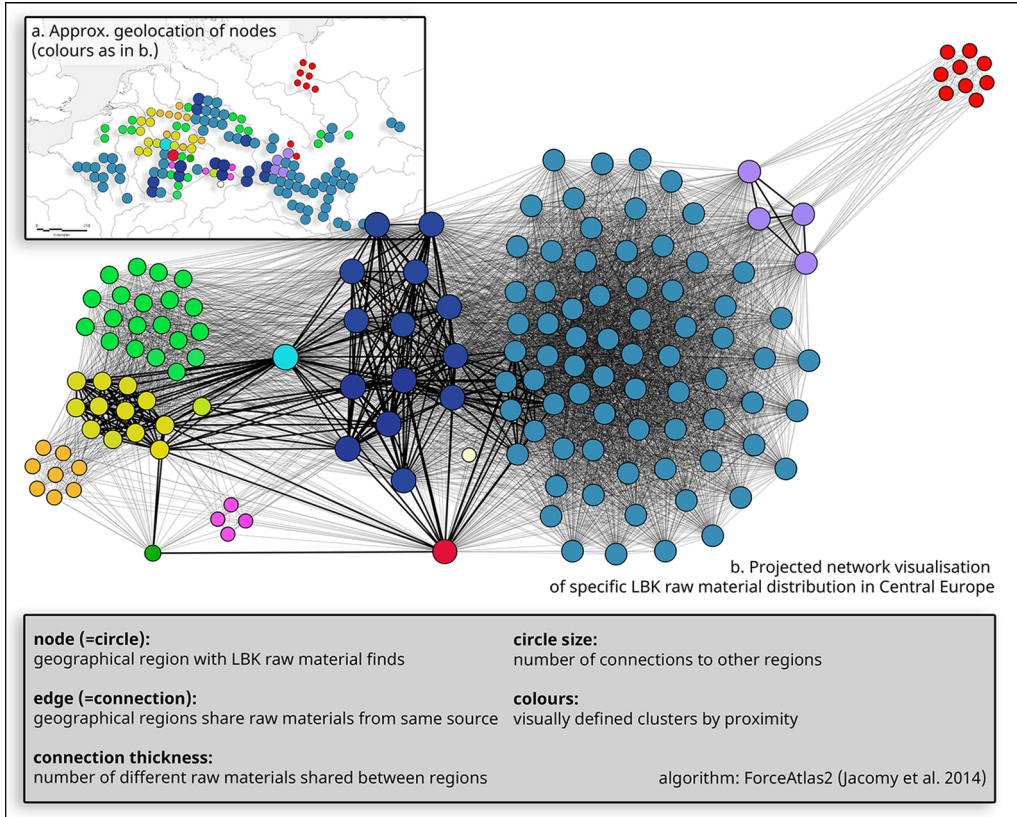 a. Approx. geolocation of nodes
(colours as in b.)
b. Projected network visualisation
of specific LBK raw material distribution in Central Europe
node (=circle):
geographical region with LBK raw material finds
edge (=connection):
geographical regions share raw materials from same source
connection thickness:
number of different raw materials shared between regions
circle size:
number of connections to other regions
colours:
visually defined clusters by proximity
algorithm: ForceAtlas2 (Jacomy et al. 2014)